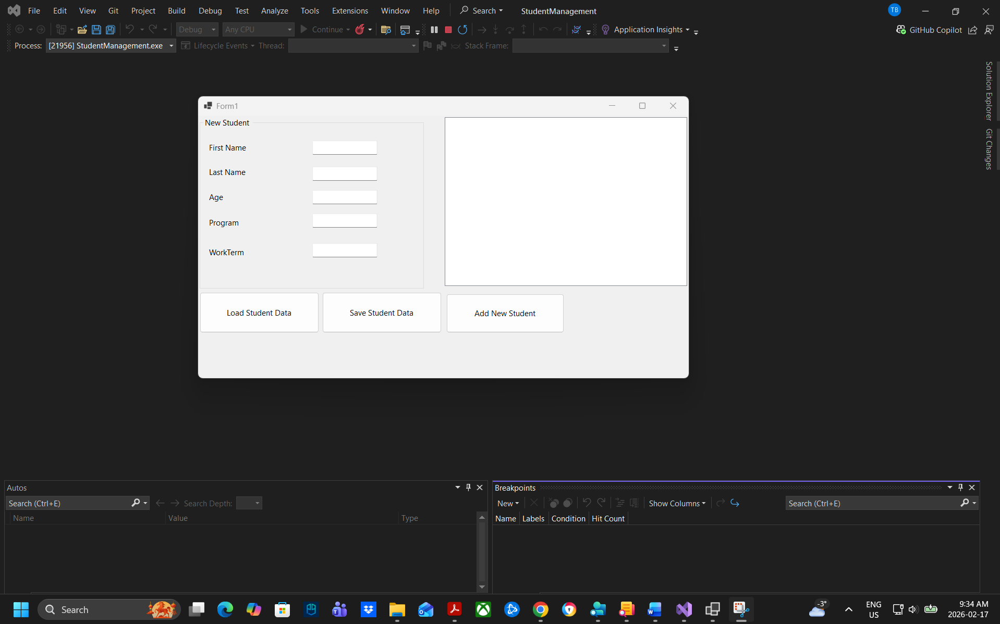 File Edit View Git Project Build Debug Test Analyze Tools Extensions Window Help Search StudentManagement TB
Debug Any CPU Continue Application Insights GitHub Copilot
Process: [21956] StudentManagement.exe Lifecycle Events Thread: Stack Frame:
Solution Explorer
Git Changes
Form1
New Student
First Name
Last Name
Age
Program
WorkTerm
Load Student Data Save Student Data Add New Student
Autos
Search (Ctrl+E) Search Depth:
Name Value Type
Breakpoints
New Show Columns Search (Ctrl+E)
Name Labels Condition Hit Count
Search
-3°
ENG
US
9:34 AM
2026-02-17